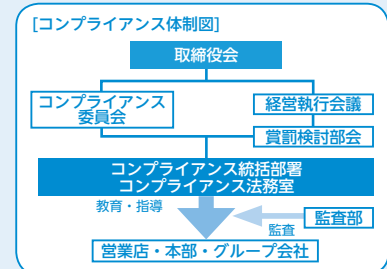 [コンプライアンス体制図]
取締役会
コンプライアンス
委員会
経営執行会議
賞罰検討部会
コンプライアンス統括部署
コンプライアンス法務室
教育・指導
監査部
監査
営業店・本部・グループ会社